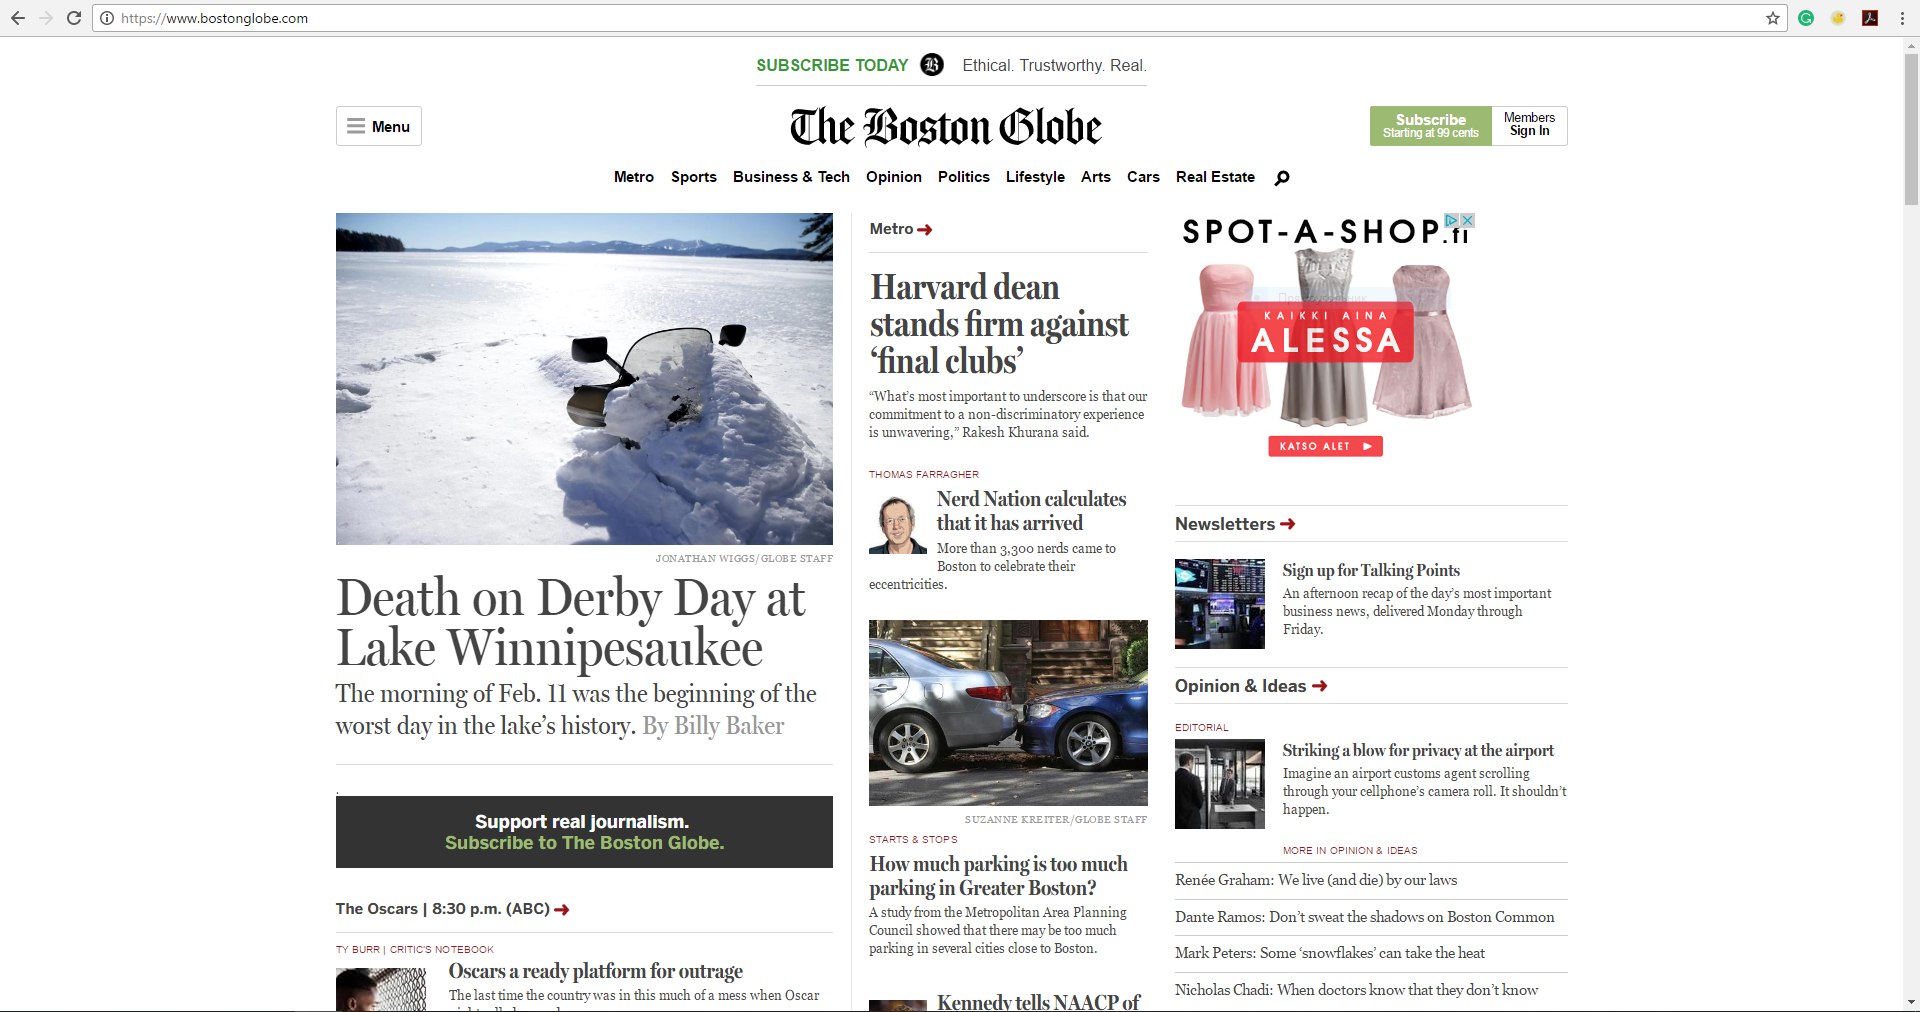 https://www.bostonglobe.com
SUBSCRIBE TODAY B Ethical. Trustworthy. Real.
Menu
The Boston Globe
Subscribe
Starting at 99 cents
Members
Sign In
Metro Sports Business & Tech Opinion Politics Lifestyle Arts Cars Real Estate
JONATHAN WIGGS/GLOBE STAFF
Death on Derby Day at
Lake Winnipesaukee
The morning of Feb. 11 was the beginning of the
worst day in the lake’s history. By Billy Baker
.
Support real journalism.
Subscribe to The Boston Globe.
The Oscars | 8:30 p.m. (ABC)
TY BURR | CRITIC'S NOTEBOOK
Oscars a ready platform for outrage
The last time the country was in this much of a mess when Oscar
Metro
Harvard dean
stands firm against
‘final clubs’
“What’s most important to underscore is that our
commitment to a non-discriminatory experience
is unwavering,” Rakesh Khurana said.
THOMAS FARRAGHER
Nerd Nation calculates
that it has arrived
More than 3,300 nerds came to
Boston to celebrate their
eccentricities.
SUZANNE KREITER/GLOBE STAFF
STARTS & STOPS
How much parking is too much
parking in Greater Boston?
A study from the Metropolitan Area Planning
Council showed that there may be too much
parking in several cities close to Boston.
Kennedy tells NAACP of
SPOT-A-SHOP.fi
KAIKKI AINA
ALESSA
KATSO ALET
Newsletters
Sign up for Talking Points
An afternoon recap of the day’s most important
business news, delivered Monday through
Friday.
Opinion & Ideas
EDITORIAL
Striking a blow for privacy at the airport
Imagine an airport customs agent scrolling
through your cellphone’s camera roll. It shouldn’t
happen.
MORE IN OPINION & IDEAS
Renée Graham: We live (and die) by our laws
Dante Ramos: Don’t sweat the shadows on Boston Common
Mark Peters: Some ‘snowflakes’ can take the heat
Nicholas Chadi: When doctors know that they don’t know